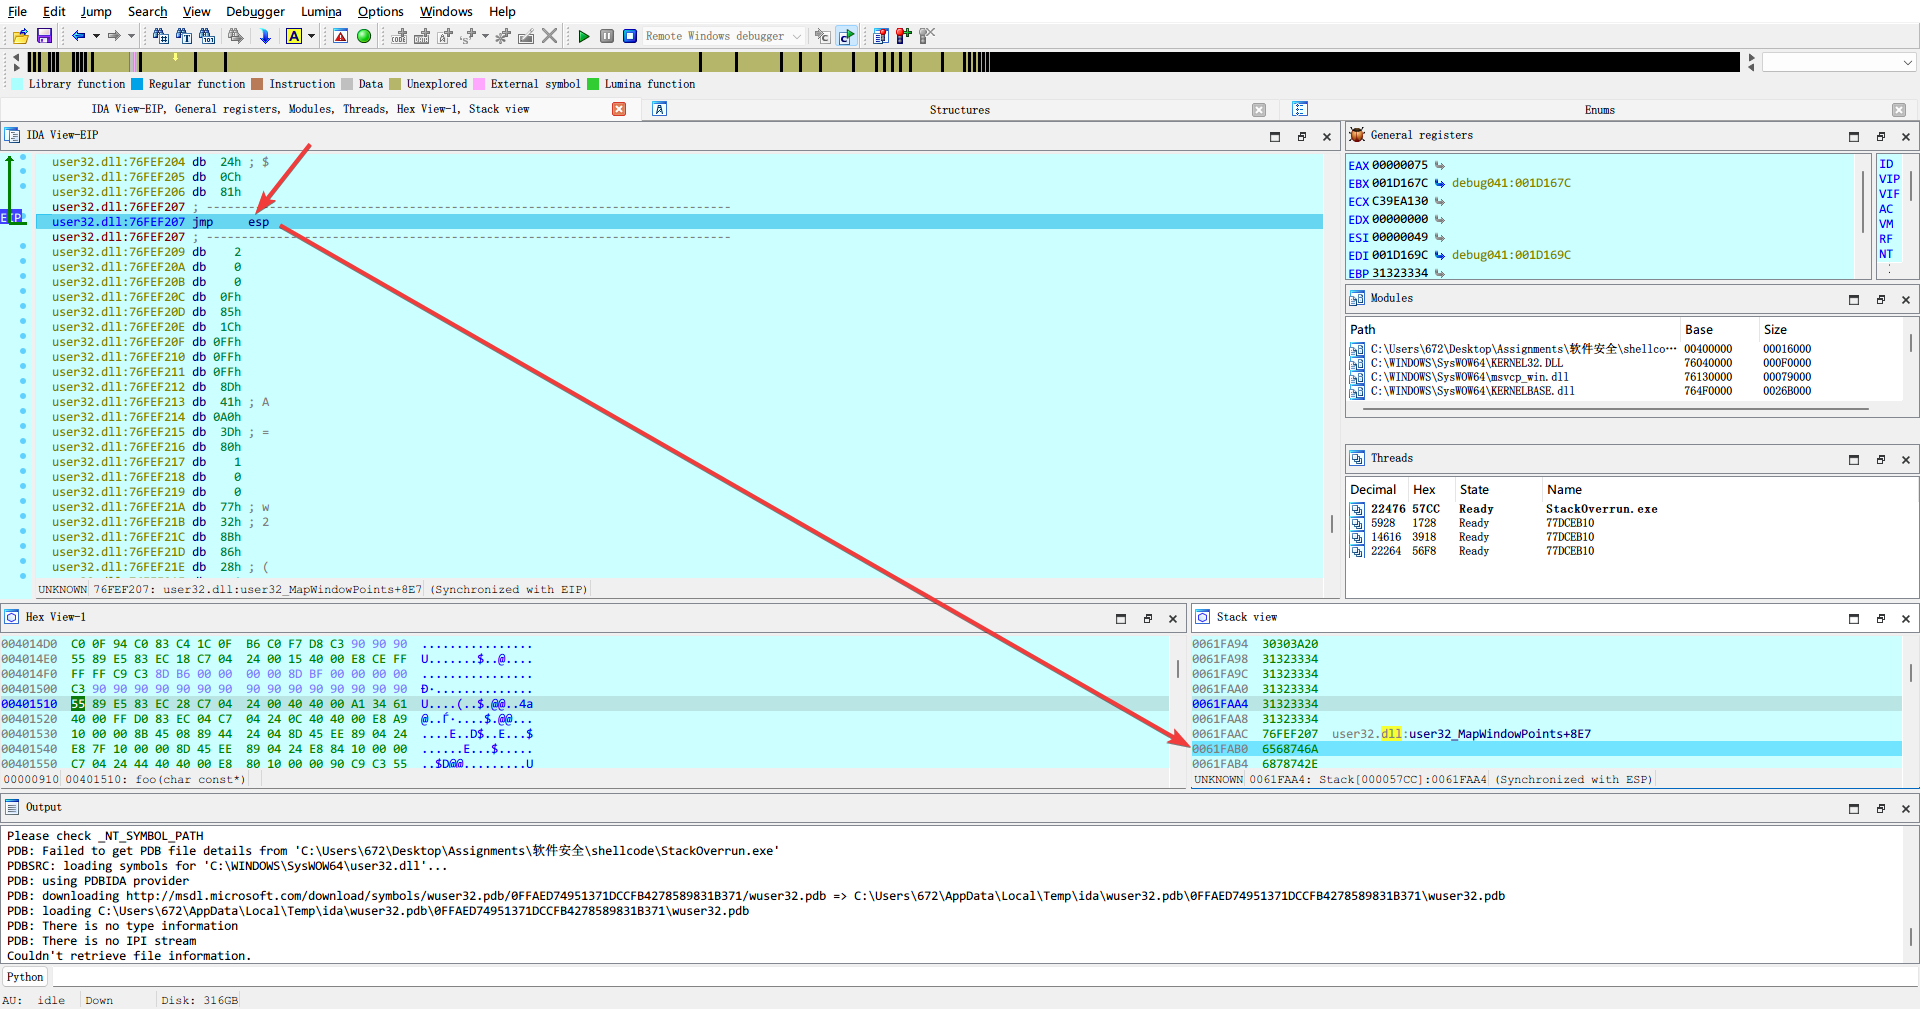 File Edit Jump Search View Debugger Lumina Options Windows Help
Remote Windows debugger
Library function Regular function Instruction Data Unexplored External symbol Lumina function
IDA View-EIP, General registers, Modules, Threads, Hex View-1, Stack view
Structures
Enums
IDA View-EIP
user32.dll:76FEF204 db 24h ; $
user32.dll:76FEF205 db 0Ch
user32.dll:76FEF206 db 81h
user32.dll:76FEF207 ; ---------------------------------------------------------------------------
EIP user32.dll:76FEF207 jmp esp
user32.dll:76FEF207 ; ---------------------------------------------------------------------------
user32.dll:76FEF209 db 2
user32.dll:76FEF20A db 0
user32.dll:76FEF20B db 0
user32.dll:76FEF20C db 0Fh
user32.dll:76FEF20D db 85h
user32.dll:76FEF20E db 1Ch
user32.dll:76FEF20F db 0FFh
user32.dll:76FEF210 db 0FFh
user32.dll:76FEF211 db 0FFh
user32.dll:76FEF212 db 8Dh
user32.dll:76FEF213 db 41h ; A
user32.dll:76FEF214 db 0A0h
user32.dll:76FEF215 db 3Dh ; =
user32.dll:76FEF216 db 80h
user32.dll:76FEF217 db 1
user32.dll:76FEF218 db 0
user32.dll:76FEF219 db 0
user32.dll:76FEF21A db 77h ; w
user32.dll:76FEF21B db 32h ; 2
user32.dll:76FEF21C db 8Bh
user32.dll:76FEF21D db 86h
user32.dll:76FEF21E db 28h ; (
UNKNOWN 76FEF207: user32.dll:user32_MapWindowPoints+8E7 (Synchronized with EIP)
General registers
EAX 00000075
EBX 001D167C debug041:001D167C
ECX C39EA130
EDX 00000000
ESI 00000049
EDI 001D169C debug041:001D169C
EBP 31323334
ID
VIP
VIF
AC
VM
RF
NT
Modules
Path Base Size
C:\Users\672\Desktop\Assignments\软件安全\shellco… 00400000 00016000
C:\WINDOWS\SysWOW64\KERNEL32.DLL 76040000 000F0000
C:\WINDOWS\SysWOW64\msvcp_win.dll 76130000 00079000
C:\WINDOWS\SysWOW64\KERNELBASE.dll 764F0000 0026B000
Threads
Decimal Hex State Name
22476 57CC Ready StackOverrun.exe
5928 1728 Ready 77DCEB10
14616 3918 Ready 77DCEB10
22264 56F8 Ready 77DCEB10
Hex View-1
004014D0 C0 0F 94 C0 83 C4 1C 0F B6 C0 F7 D8 C3 90 90 90 ................
004014E0 55 89 E5 83 EC 18 C7 04 24 00 15 40 00 E8 CE FF U.......$..@....
004014F0 FF FF C9 C3 8D B6 00 00 00 00 8D BF 00 00 00 00 ................
00401500 C3 90 90 90 90 90 90 90 90 90 90 90 90 90 90 90
00401510 55 89 E5 83 EC 28 C7 04 24 00 40 40 00 A1 34 61 U....(..$.@@..4a
00401520 40 00 FF D0 83 EC 04 C7 04 24 0C 40 40 00 E8 A9
00401530 10 00 00 8B 45 08 89 44 24 04 8D 45 EE 89 04 24 ....E..D$..E...$
00401540 E8 7F 10 00 00 8D 45 EE 89 04 24 E8 84 10 00 00 ......E...$.....
00401550 C7 04 24 44 40 40 00 E8 80 10 00 00 90 C9 C3 55 ..$D@@.........U
00000910 00401510: foo(char const*)
Stack view
0061FA94 30303A20
0061FA98 31323334
0061FA9C 31323334
0061FAA0 31323334
0061FAA4 31323334
0061FAA8 31323334
0061FAAC 76FEF207 user32.dll:user32_MapWindowPoints+8E7
0061FAB0 6568746A
0061FAB4 6878742E
UNKNOWN 0061FAA4: Stack[000057CC]:0061FAA4 (Synchronized with ESP)
Output
Please check _NT_SYMBOL_PATH
PDB: Failed to get PDB file details from 'C:\Users\672\Desktop\Assignments\软件安全\shellcode\StackOverrun.exe'
PDBSRC: loading symbols for 'C:\WINDOWS\SysWOW64\user32.dll'...
PDB: using PDBIDA provider
PDB: downloading http://msdl.microsoft.com/download/symbols/wuser32.pdb/0FFAED74951371DCCFB4278589831B371/wuser32.pdb => C:\Users\672\AppData\Local\Temp\ida\wuser32.pdb\0FFAED74951371DCCFB4278589831B371\wuser32.pdb
PDB: loading C:\Users\672\AppData\Local\Temp\ida\wuser32.pdb\0FFAED74951371DCCFB4278589831B371\wuser32.pdb
PDB: There is no type information
PDB: There is no IPI stream
Couldn't retrieve file information.
Python
AU: idle Down Disk: 316GB